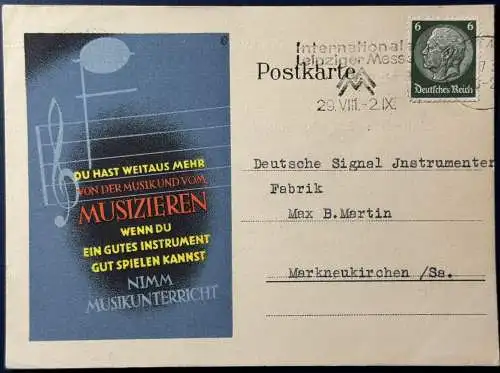 DU HAST WEITAUS MEHR
VON DER MUSIK UND VOM
MUSIZIEREN
WENN DU
EIN GUTES INSTRUMENT
GUT SPIELEN KANNST
NIMM
MUSIKUNTERRICHT
Internationale
Leipziger Messe
29. VIII.-2. IX.
Postkarte
6 6
Deutsches Reich
Deutsche Signal Jnstrumenten
Fabrik
Max B.Martin
Markneukirchen /Sa.